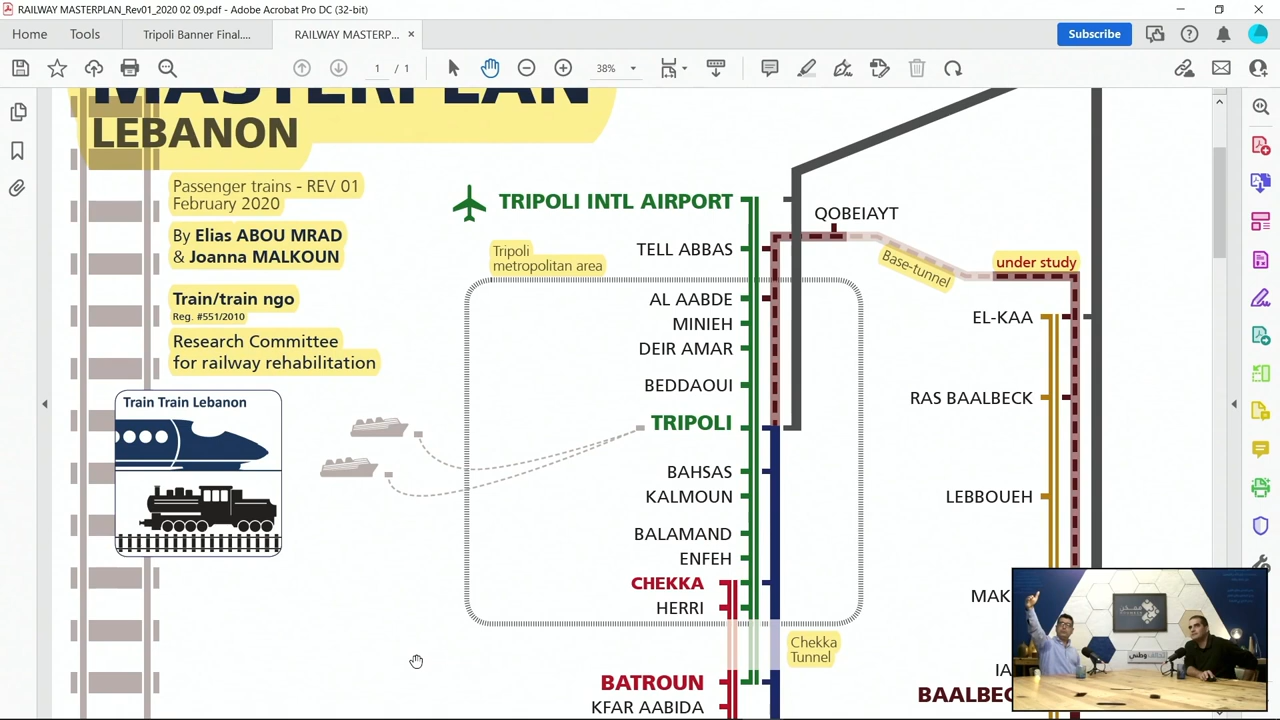 RAILWAY MASTERPLAN_Rev01_2020 02 09.pdf - Adobe Acrobat Pro DC (32-bit)
Home
Tools
Tripoli Banner Final....
RAILWAY MASTERP...
Subscribe
1 / 1
38%
MASTERPLAN
LEBANON
Passenger trains - REV 01
February 2020
By Elias ABOU MRAD
& Joanna MALKOUN
Train/train ngo
Reg. #551/2010
Research Committee
for railway rehabilitation
Train Train Lebanon
TRIPOLI INTL AIRPORT
QOBEIAYT
TELL ABBAS
Tripoli
metropolitan area
Base-tunnel
under study
AL AABDE
MINIEH
DEIR AMAR
BEDDAOUI
TRIPOLI
BAHSAS
KALMOUN
BALAMAND
ENFEH
CHEKKA
HERRI
Chekka
Tunnel
BATROUN
KFAR AABIDA
EL-KAA
RAS BAALBECK
LEBBOUEH
MAK
IA
BAALBEC